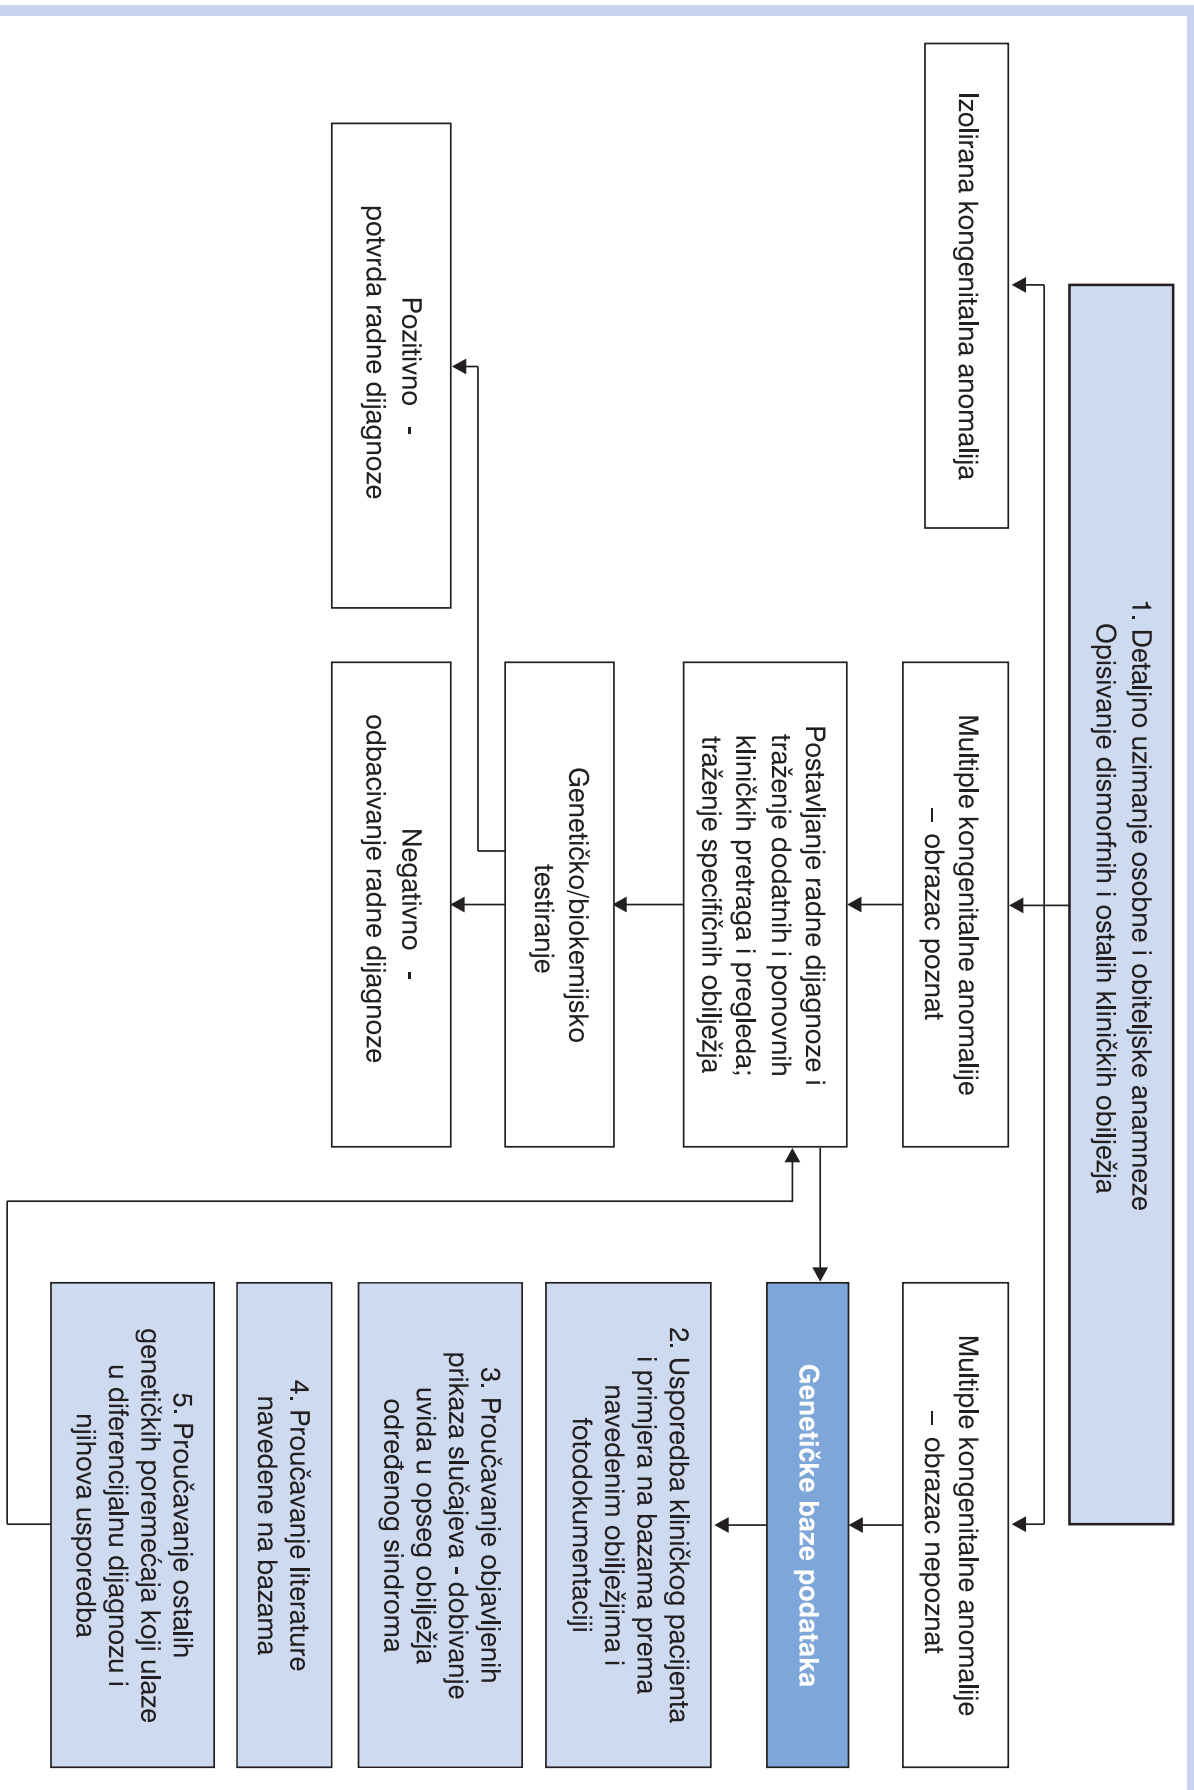 1. Detaljno uzimanje osobne i obiteljske anamneze
Opisivanje dismorfnih i ostalih kliničkih obilježja
Izolirana kongenitalna anomalija
Multiple kongenitalne anomalije
– obrazac poznat
Multiple kongenitalne anomalije
– obrazac nepoznat
Postavljanje radne dijagnoze i
traženje dodatnih i ponovnih
kliničkih pretraga i pregleda;
traženje specifičnih obilježja
Genetičke baze podataka
Genetičko/biokemijsko
testiranje
2. Usporedba kliničkog pacijenta
i primjera na bazama prema
navedenim obilježjima i
fotodokumentaciji
Pozitivno -
potvrda radne dijagnoze
Negativno -
odbacivanje radne dijagnoze
3. Proučavanje objavljenih
prikaza slučajeva - dobivanje
uvida u opseg obilježja
određenog sindroma
4. Proučavanje literature
navedene na bazama
5. Proučavanje ostalih
genetičkih poremećaja koji ulaze
u diferencijalnu dijagnozu i
njihova usporedba